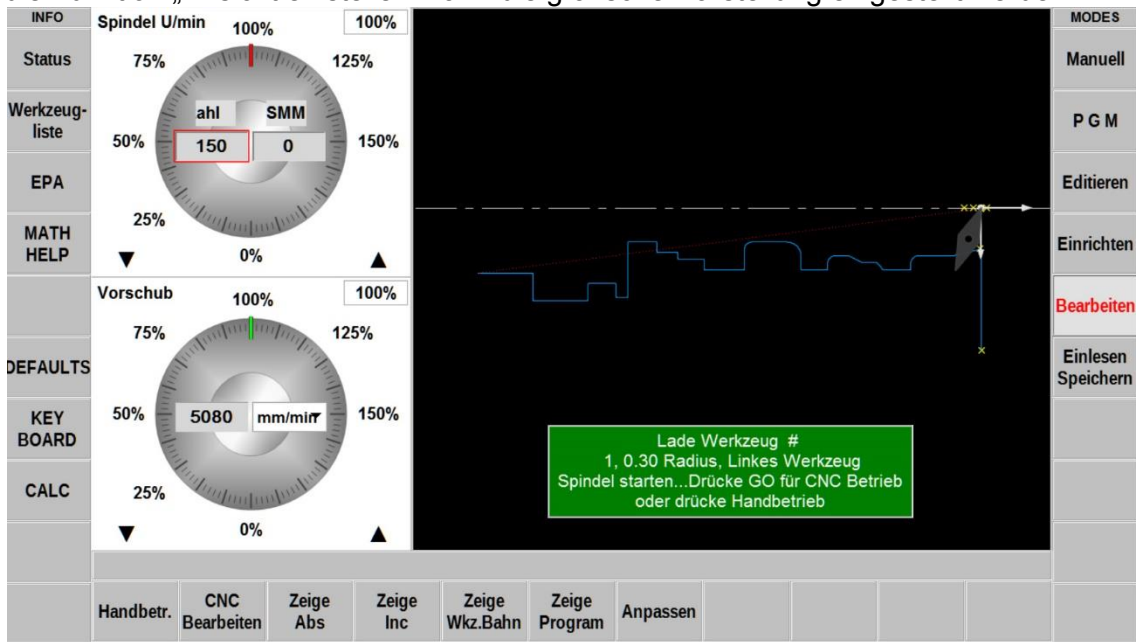 INFO
Status
Werkzeug-
liste
EPA
MATH
HELP
DEFAULTS
KEY
BOARD
CALC
Spindel U/min
100%
100%
75%
125%
ahl
SMM
50%
150
0
150%
25%
0%
▼
▲
Vorschub
100%
100%
75%
125%
50%
5080
mm/min
150%
25%
0%
▼
▲
Lade Werkzeug #
1, 0.30 Radius, Linkes Werkzeug
Spindel starten...Drücke GO für CNC Betrieb
oder drücke Handbetrieb
MODES
Manuell
P G M
Editieren
Einrichten
Bearbeiten
Einlesen
Speichern
Handbetr.
CNC
Bearbeiten
Zeige
Abs
Zeige
Inc
Zeige
Wkz.Bahn
Zeige
Program
Anpassen